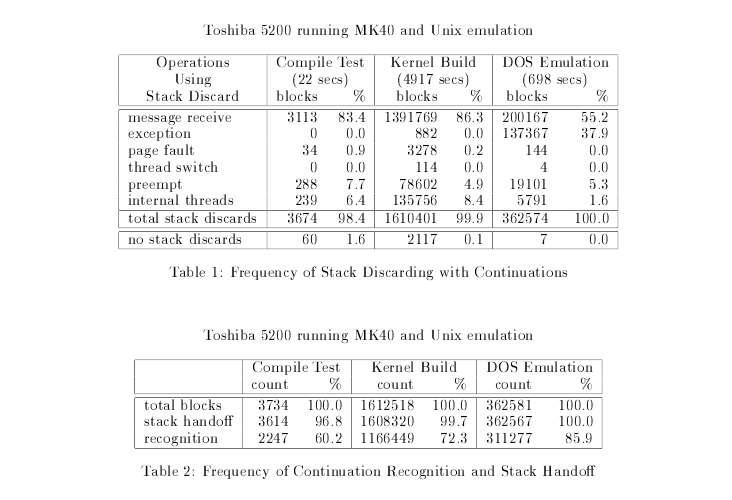 Toshiba 5200 running MK40 and Unix emulation
Operations Compile Test Kernel Build DOS Emulation
Using (22 secs) (4917 secs) (698 secs)
Stack Discard blocks % blocks % blocks %
message receive 3113 83.4 1391769 86.3 200167 55.2
exception 0 0.0 882 0.0 137367 37.9
page fault 34 0.9 3278 0.2 144 0.0
thread switch 0 0.0 114 0.0 4 0.0
preempt 288 7.7 78602 4.9 19101 5.3
internal threads 239 6.4 135756 8.4 5791 1.6
total stack discards 3674 98.4 1610401 99.9 362574 100.0
no stack discards 60 1.6 2117 0.1 7 0.0
Table 1: Frequency of Stack Discarding with Continuations
Toshiba 5200 running MK40 and Unix emulation
Compile Test Kernel Build DOS Emulation
count % count % count %
total blocks 3734 100.0 1612518 100.0 362581 100.0
stack handoff 3614 96.8 1608320 99.7 362567 100.0
recognition 2247 60.2 1166449 72.3 311277 85.9
Table 2: Frequency of Continuation Recognition and Stack Handoff